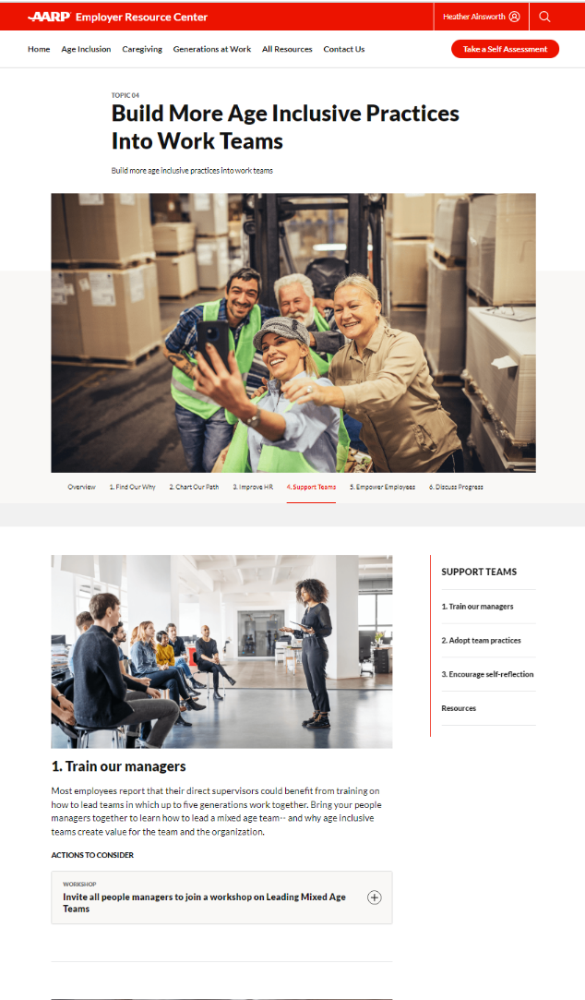 AARP Employer Resource Center
Heather Ainsworth
Home Age Inclusion Caregiving Generations at Work All Resources Contact Us
Take a Self Assessment
TOPIC 04
Build More Age Inclusive Practices
Into Work Teams
Build more age inclusive practices into work teams
Overview 1. Find Our Why 2. Chart Our Path 3. Improve HR 4. Support Teams 5. Empower Employees 6. Discuss Progress
SUPPORT TEAMS
1. Train our managers
2. Adopt team practices
3. Encourage self-reflection
Resources
1. Train our managers
Most employees report that their direct supervisors could benefit from training on
how to lead teams in which up to five generations work together. Bring your people
managers together to learn how to lead a mixed age team-- and why age inclusive
teams create value for the team and the organization.
ACTIONS TO CONSIDER
WORKSHOP
Invite all people managers to join a workshop on Leading Mixed Age
Teams